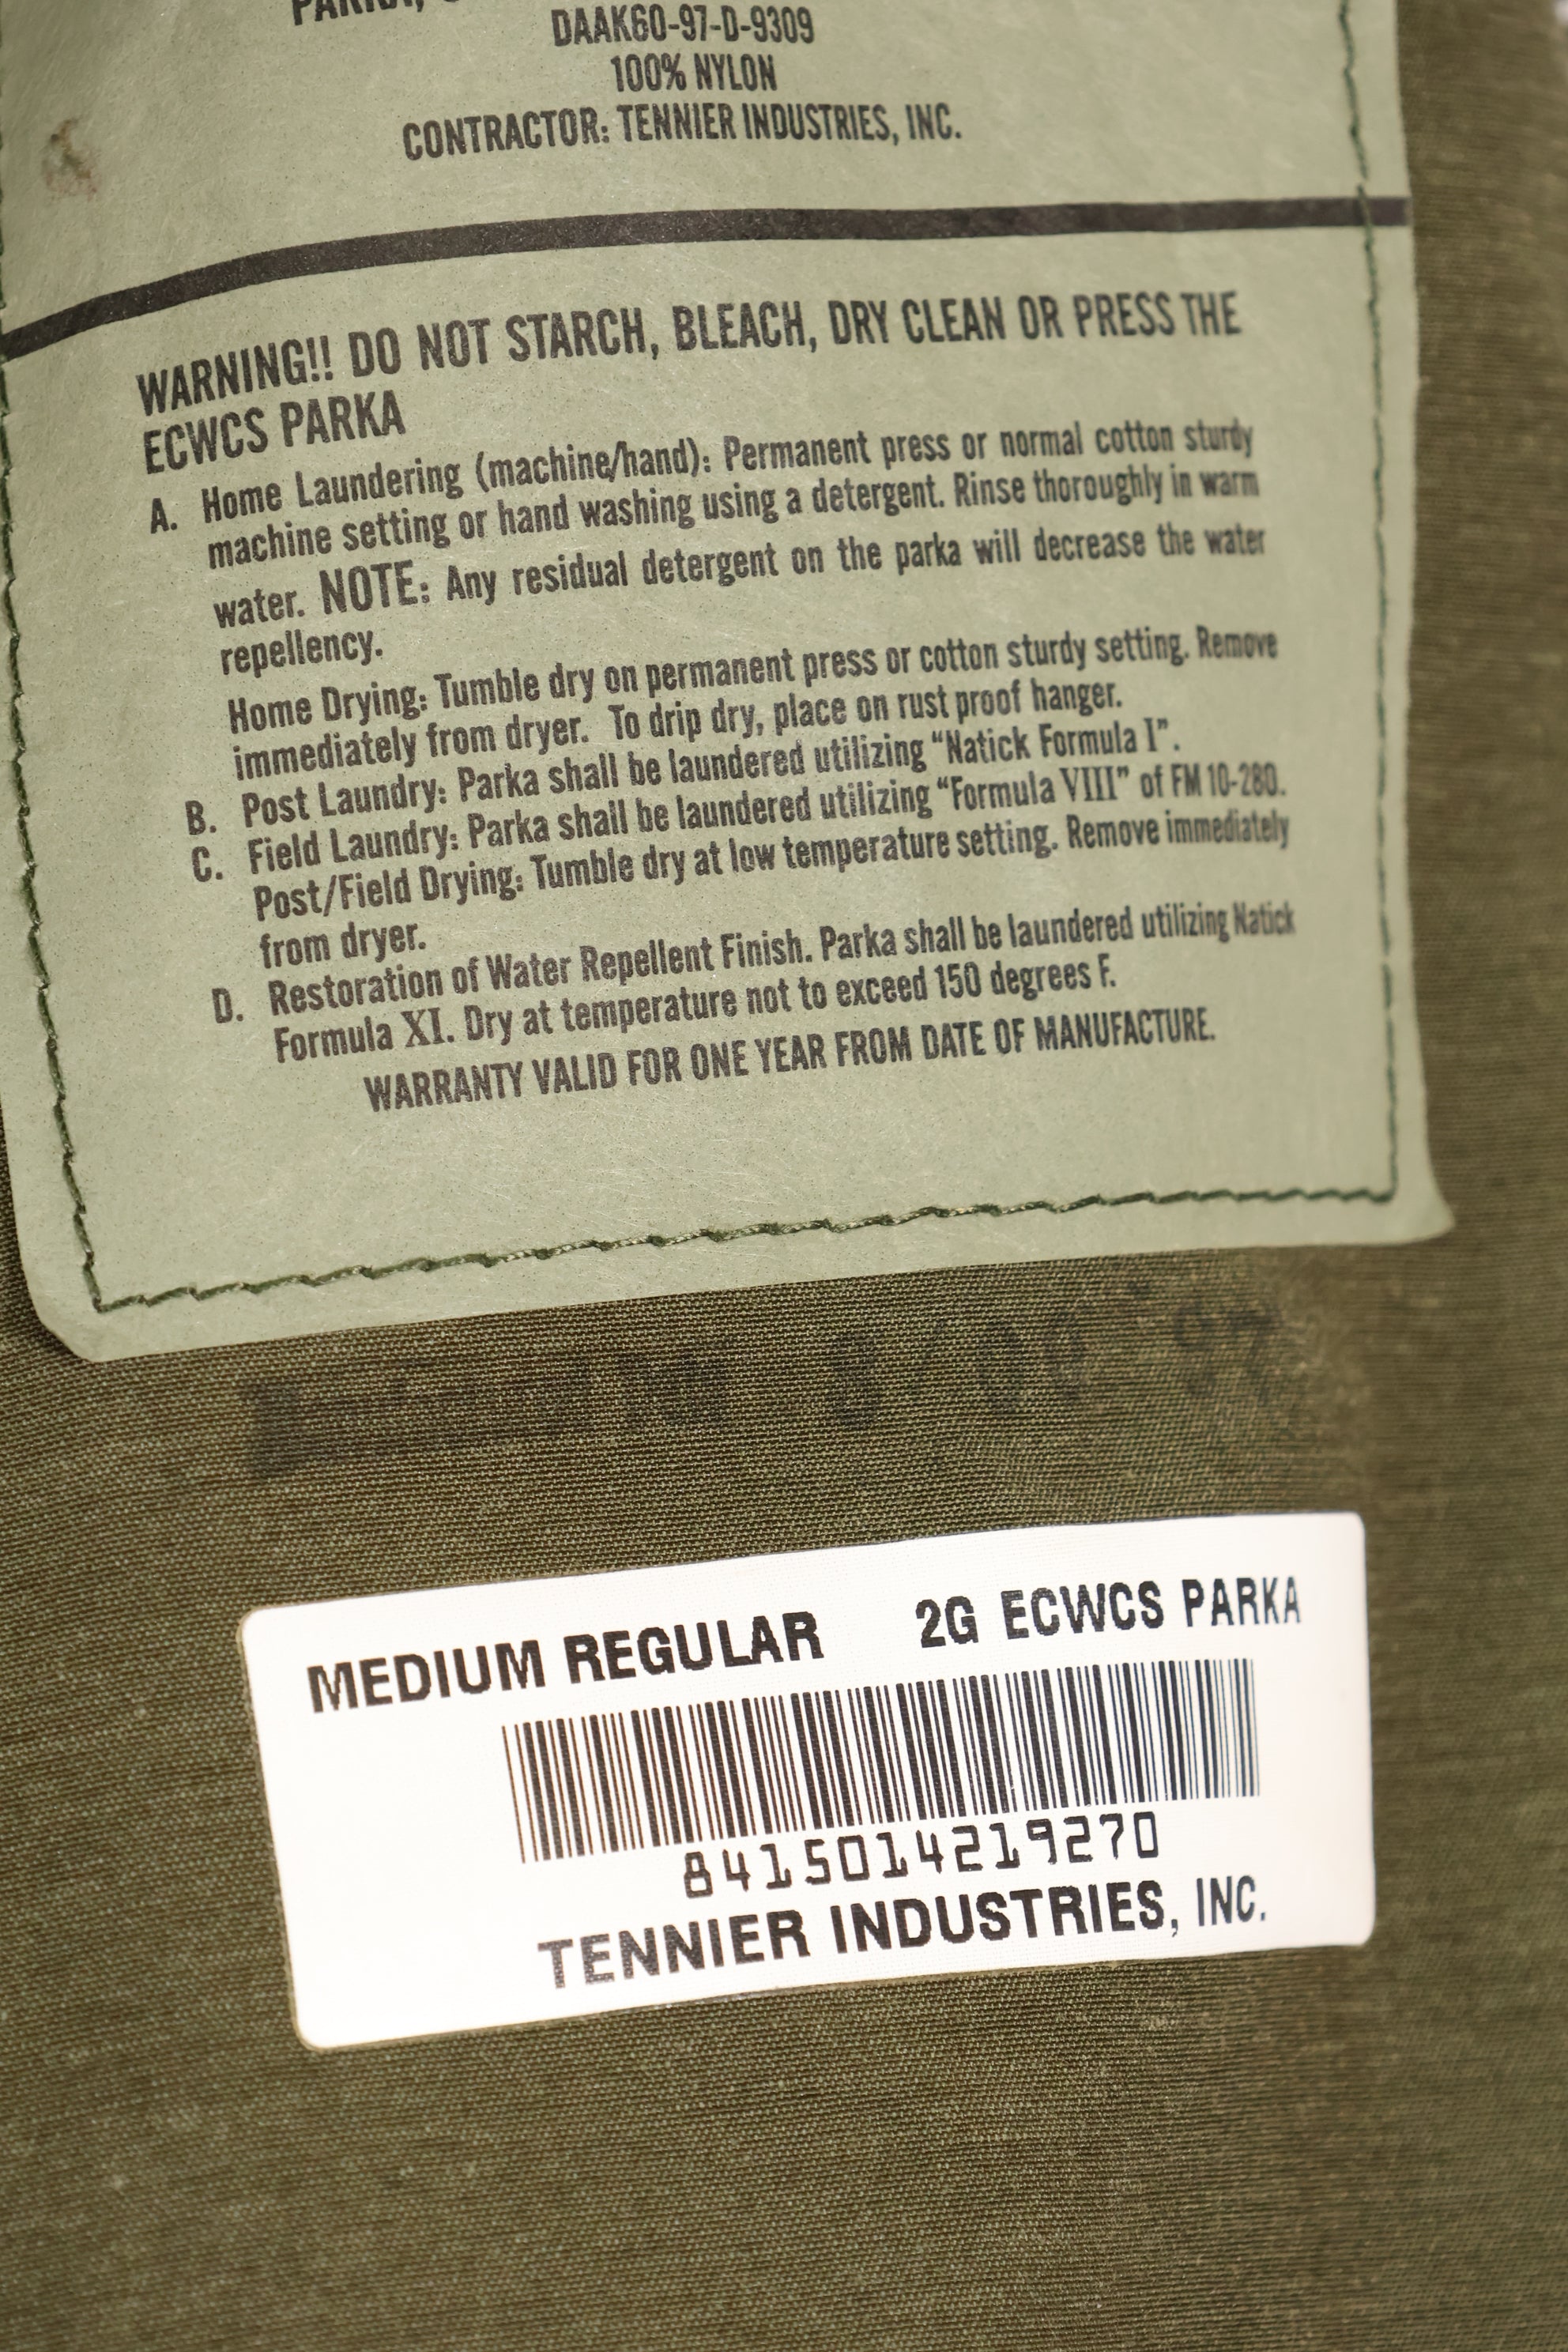 PARKA,
DAAK60-97-D-9309
100% NYLON
CONTRACTOR: TENNIER INDUSTRIES, INC.
WARNING!! DO NOT STARCH, BLEACH, DRY CLEAN OR PRESS THE
ECWCS PARKA
A. Home Laundering (machine/hand): Permanent press or normal cotton sturdy
machine setting or hand washing using a detergent. Rinse thoroughly in warm
water. NOTE: Any residual detergent on the parka will decrease the water
repellency.
Home Drying: Tumble dry on permanent press or cotton sturdy setting. Remove
immediately from dryer. To drip dry, place on rust proof hanger.
B. Post Laundry: Parka shall be laundered utilizing “Natick Formula I”.
C. Field Laundry: Parka shall be laundered utilizing “Formula VIII” of FM 10-280.
Post/Field Drying: Tumble dry at low temperature setting. Remove immediately
from dryer.
D. Restoration of Water Repellent Finish. Parka shall be laundered utilizing Natick
Formula XI. Dry at temperature not to exceed 150 degrees F.
WARRANTY VALID FOR ONE YEAR FROM DATE OF MANUFACTURE.
MEDIUM REGULAR 2G ECWCS PARKA
8415014219270
TENNIER INDUSTRIES, INC.